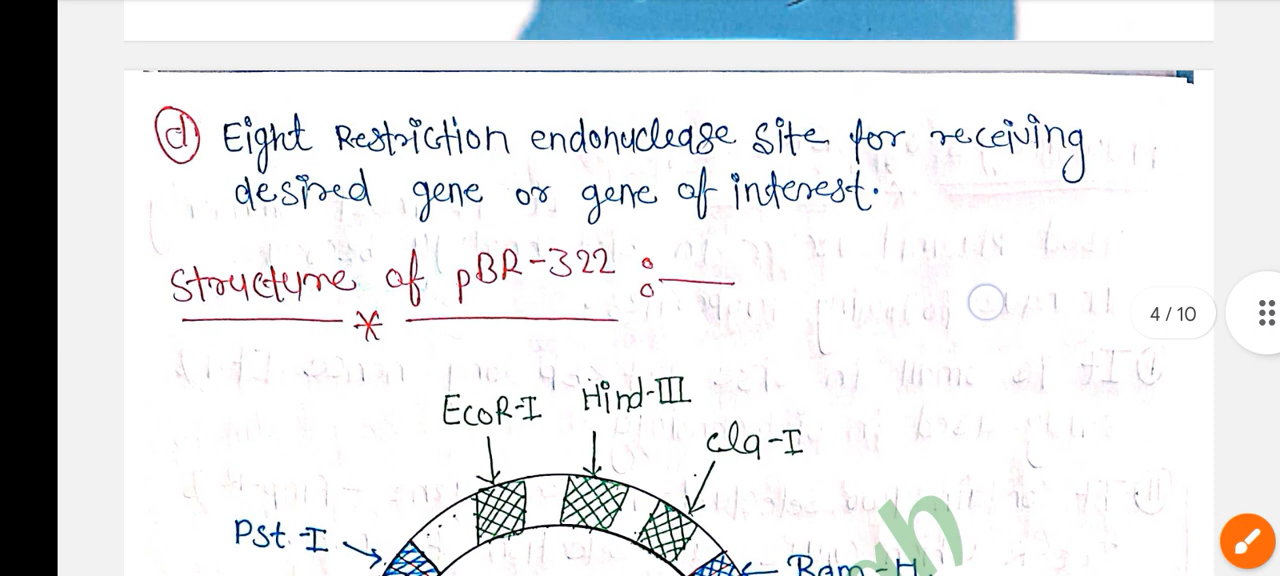 d Eight Restriction endonuclease Site for receiving
desired gene or gene of interest.
Structure of pBR-322 :—
4 / 10
EcoR-I
Hind-III
Cla-I
Pst-I
Bam-H